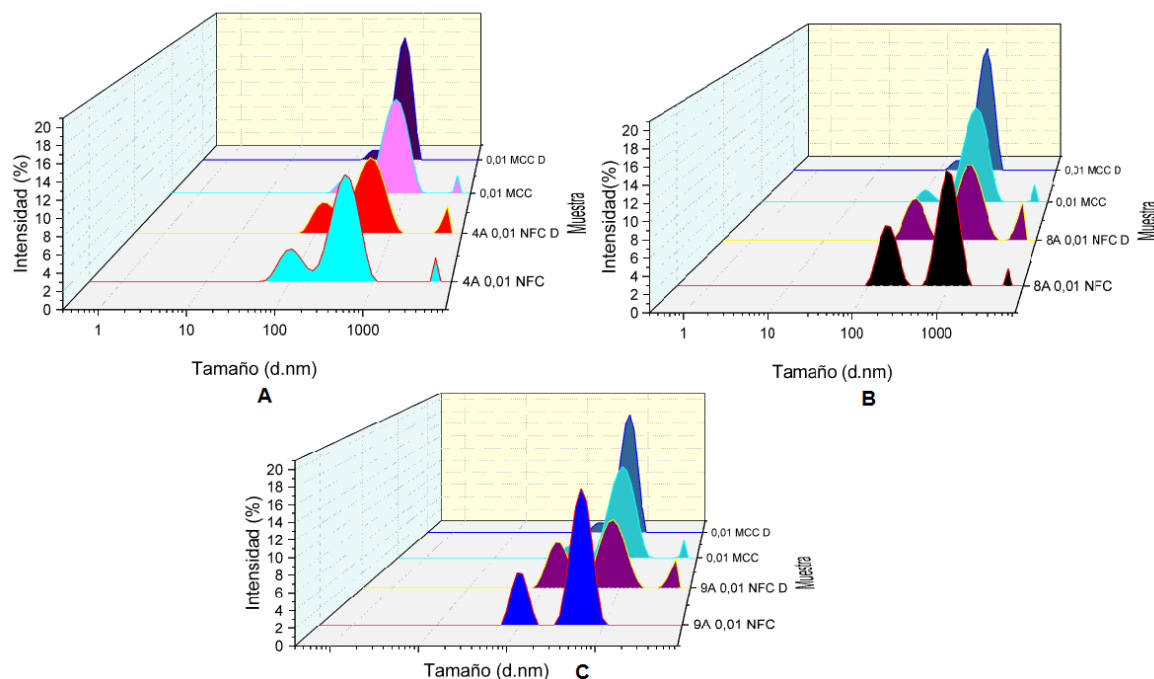 Intensidad (%)
20
18
16
14
12
10
8
6
4
2
0
1
10
100
1000
Tamaño (d.nm)
0,01 MCC D
0,01 MCC
4A 0,01 NFC D
4A 0,01 NFC
Muestra
A
Intensidad(%)
20
18
16
14
12
10
8
6
4
2
0
1
10
100
1000
Tamaño (d.nm)
0,01 MCC D
0,01 MCC
8A 0,01 NFC D
8A 0,01 NFC
Muestra
B
Intensidad (%)
20
18
16
14
12
10
8
6
4
2
0
Tamaño (d.nm)
0,01 MCC D
0,01 MCC
9A 0,01 NFC D
9A 0,01 NFC
Muestra
C